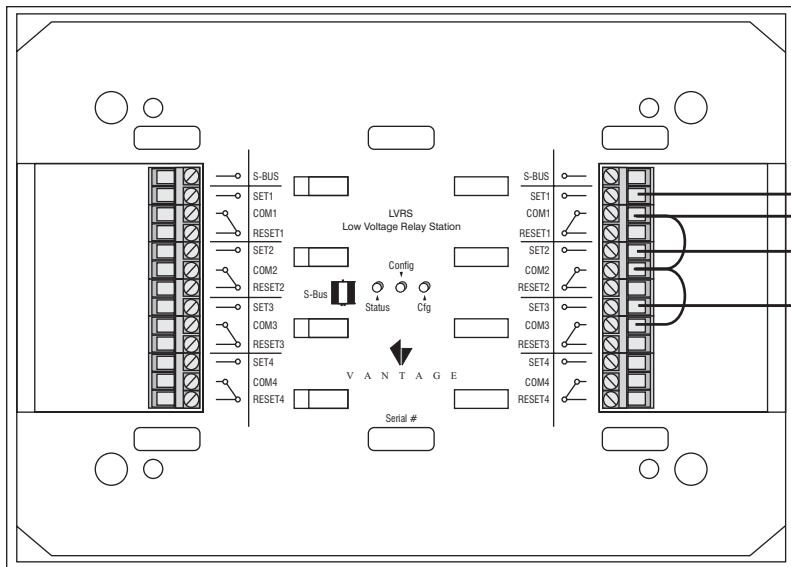 S-BUS
SET1
COM1
RESET1
SET2
COM2
RESET2
SET3
COM3
RESET3
SET4
COM4
RESET4
LVRS
Low Voltage Relay Station
Config
S-Bus
Status
Cfg
VANTAGE
Serial #
S-BUS
SET1
COM1
RESET1
SET2
COM2
RESET2
SET3
COM3
RESET3
SET4
COM4
RESET4